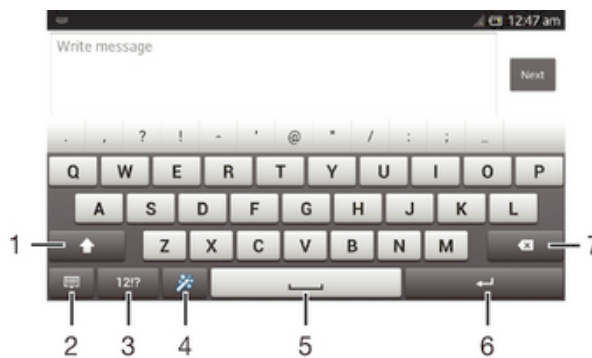 12:47 am
Write message
Next
. , ? ! - ' @ " / : ; _
Q W E R T Y U I O P
A S D F G H J K L
1 Z X C V B N M 7
12!?
2 3 4 5 6